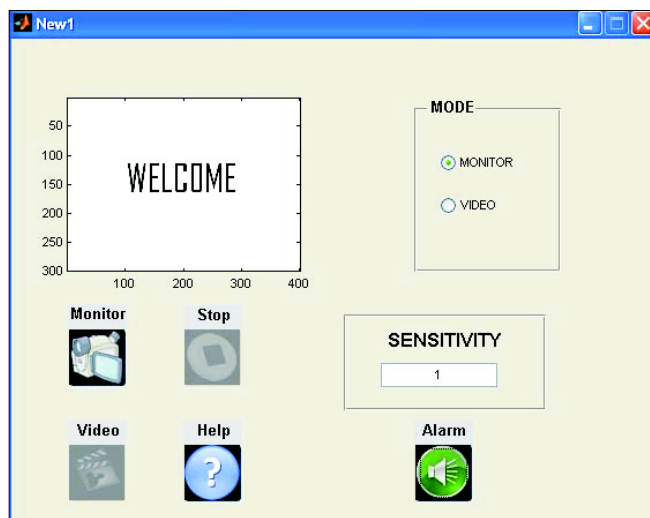 New1
MODE
50
100
150
200
250
300
WELCOME
MONITOR
VIDEO
100 200 300 400
Monitor Stop
SENSITIVITY
1
Video Help Alarm
?